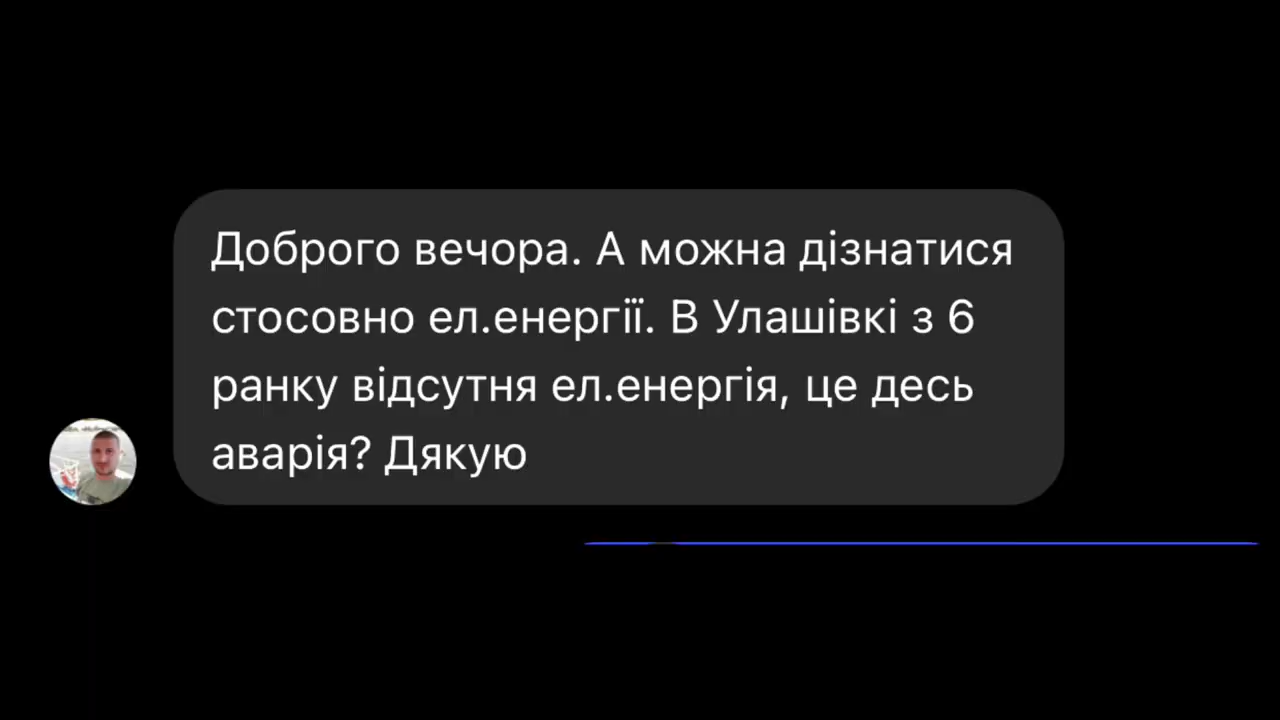 Доброго вечора. А можна дізнатися
стосовно ел.енергії. В Улашівкі з 6
ранку відсутня ел.енергія, це десь
аварія? Дякую